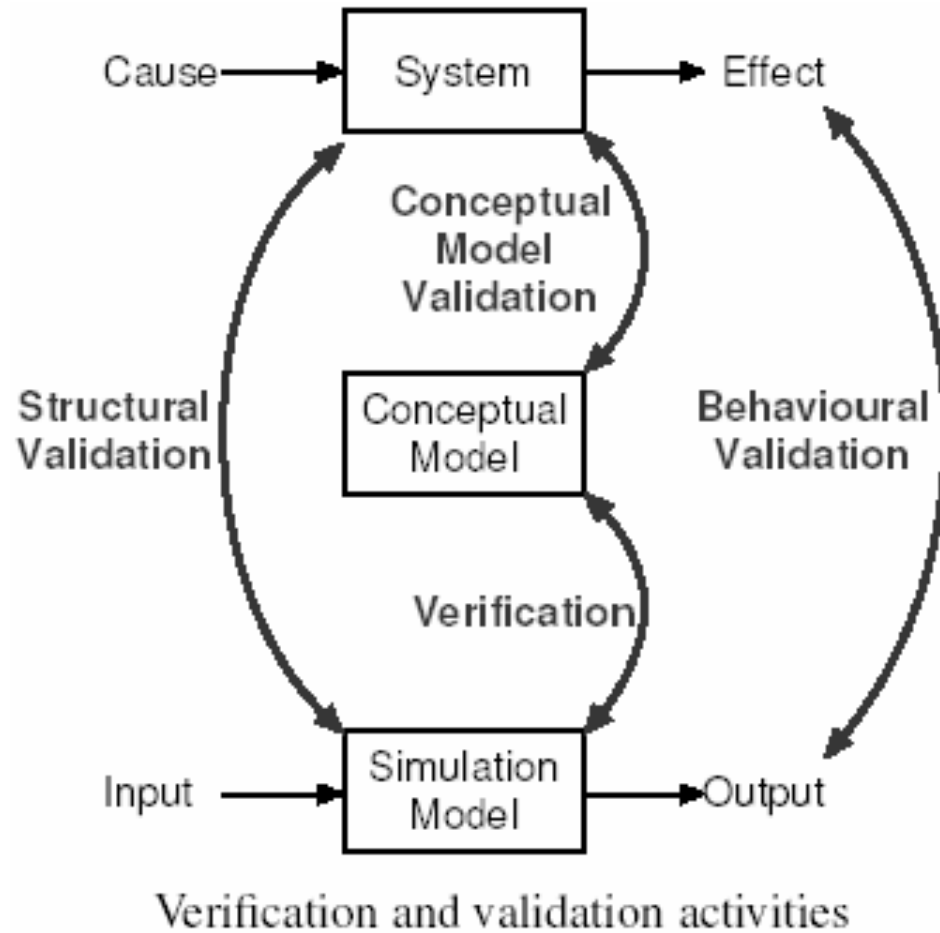 Cause
System
Effect
Conceptual
Model
Validation
Structural
Validation
Conceptual
Model
Behavioural
Validation
Verification
Input
Simulation
Model
Output
Verification and validation activities